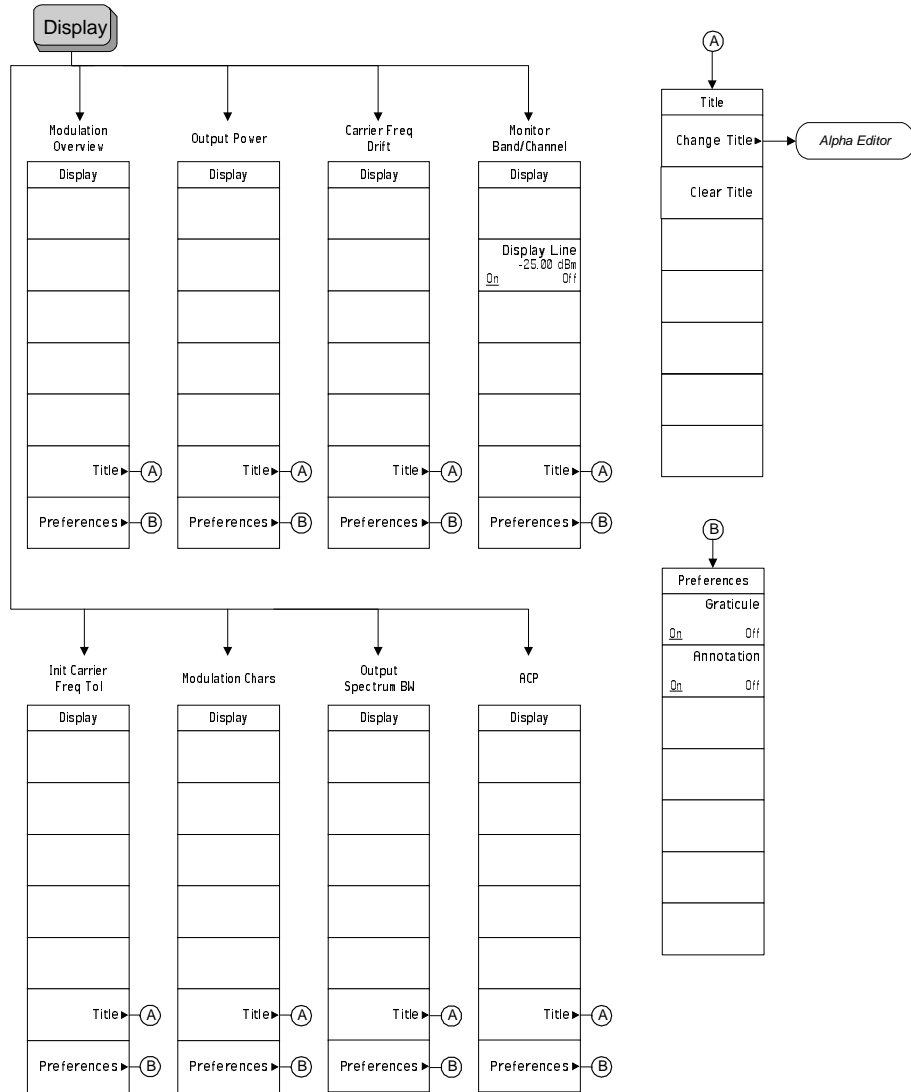 Display
Modulation
Overview
Output Power
Carrier Freq
Drift
Monitor
Band/Channel
Display
Display
Display
Display
Display Line
-25.00 dBm
On Off
Title
A
Title
A
Title
A
Title
A
Preferences
B
Preferences
B
Preferences
B
Preferences
B
A
Title
Change Title
Alpha Editor
Clear Title
B
Preferences
Graticule
On Off
Annotation
On Off
Init Carrier
Freq Tol
Modulation Chars
Output
Spectrum BW
ACP
Display
Display
Display
Display
Title
A
Title
A
Title
A
Title
A
Preferences
B
Preferences
B
Preferences
B
Preferences
B